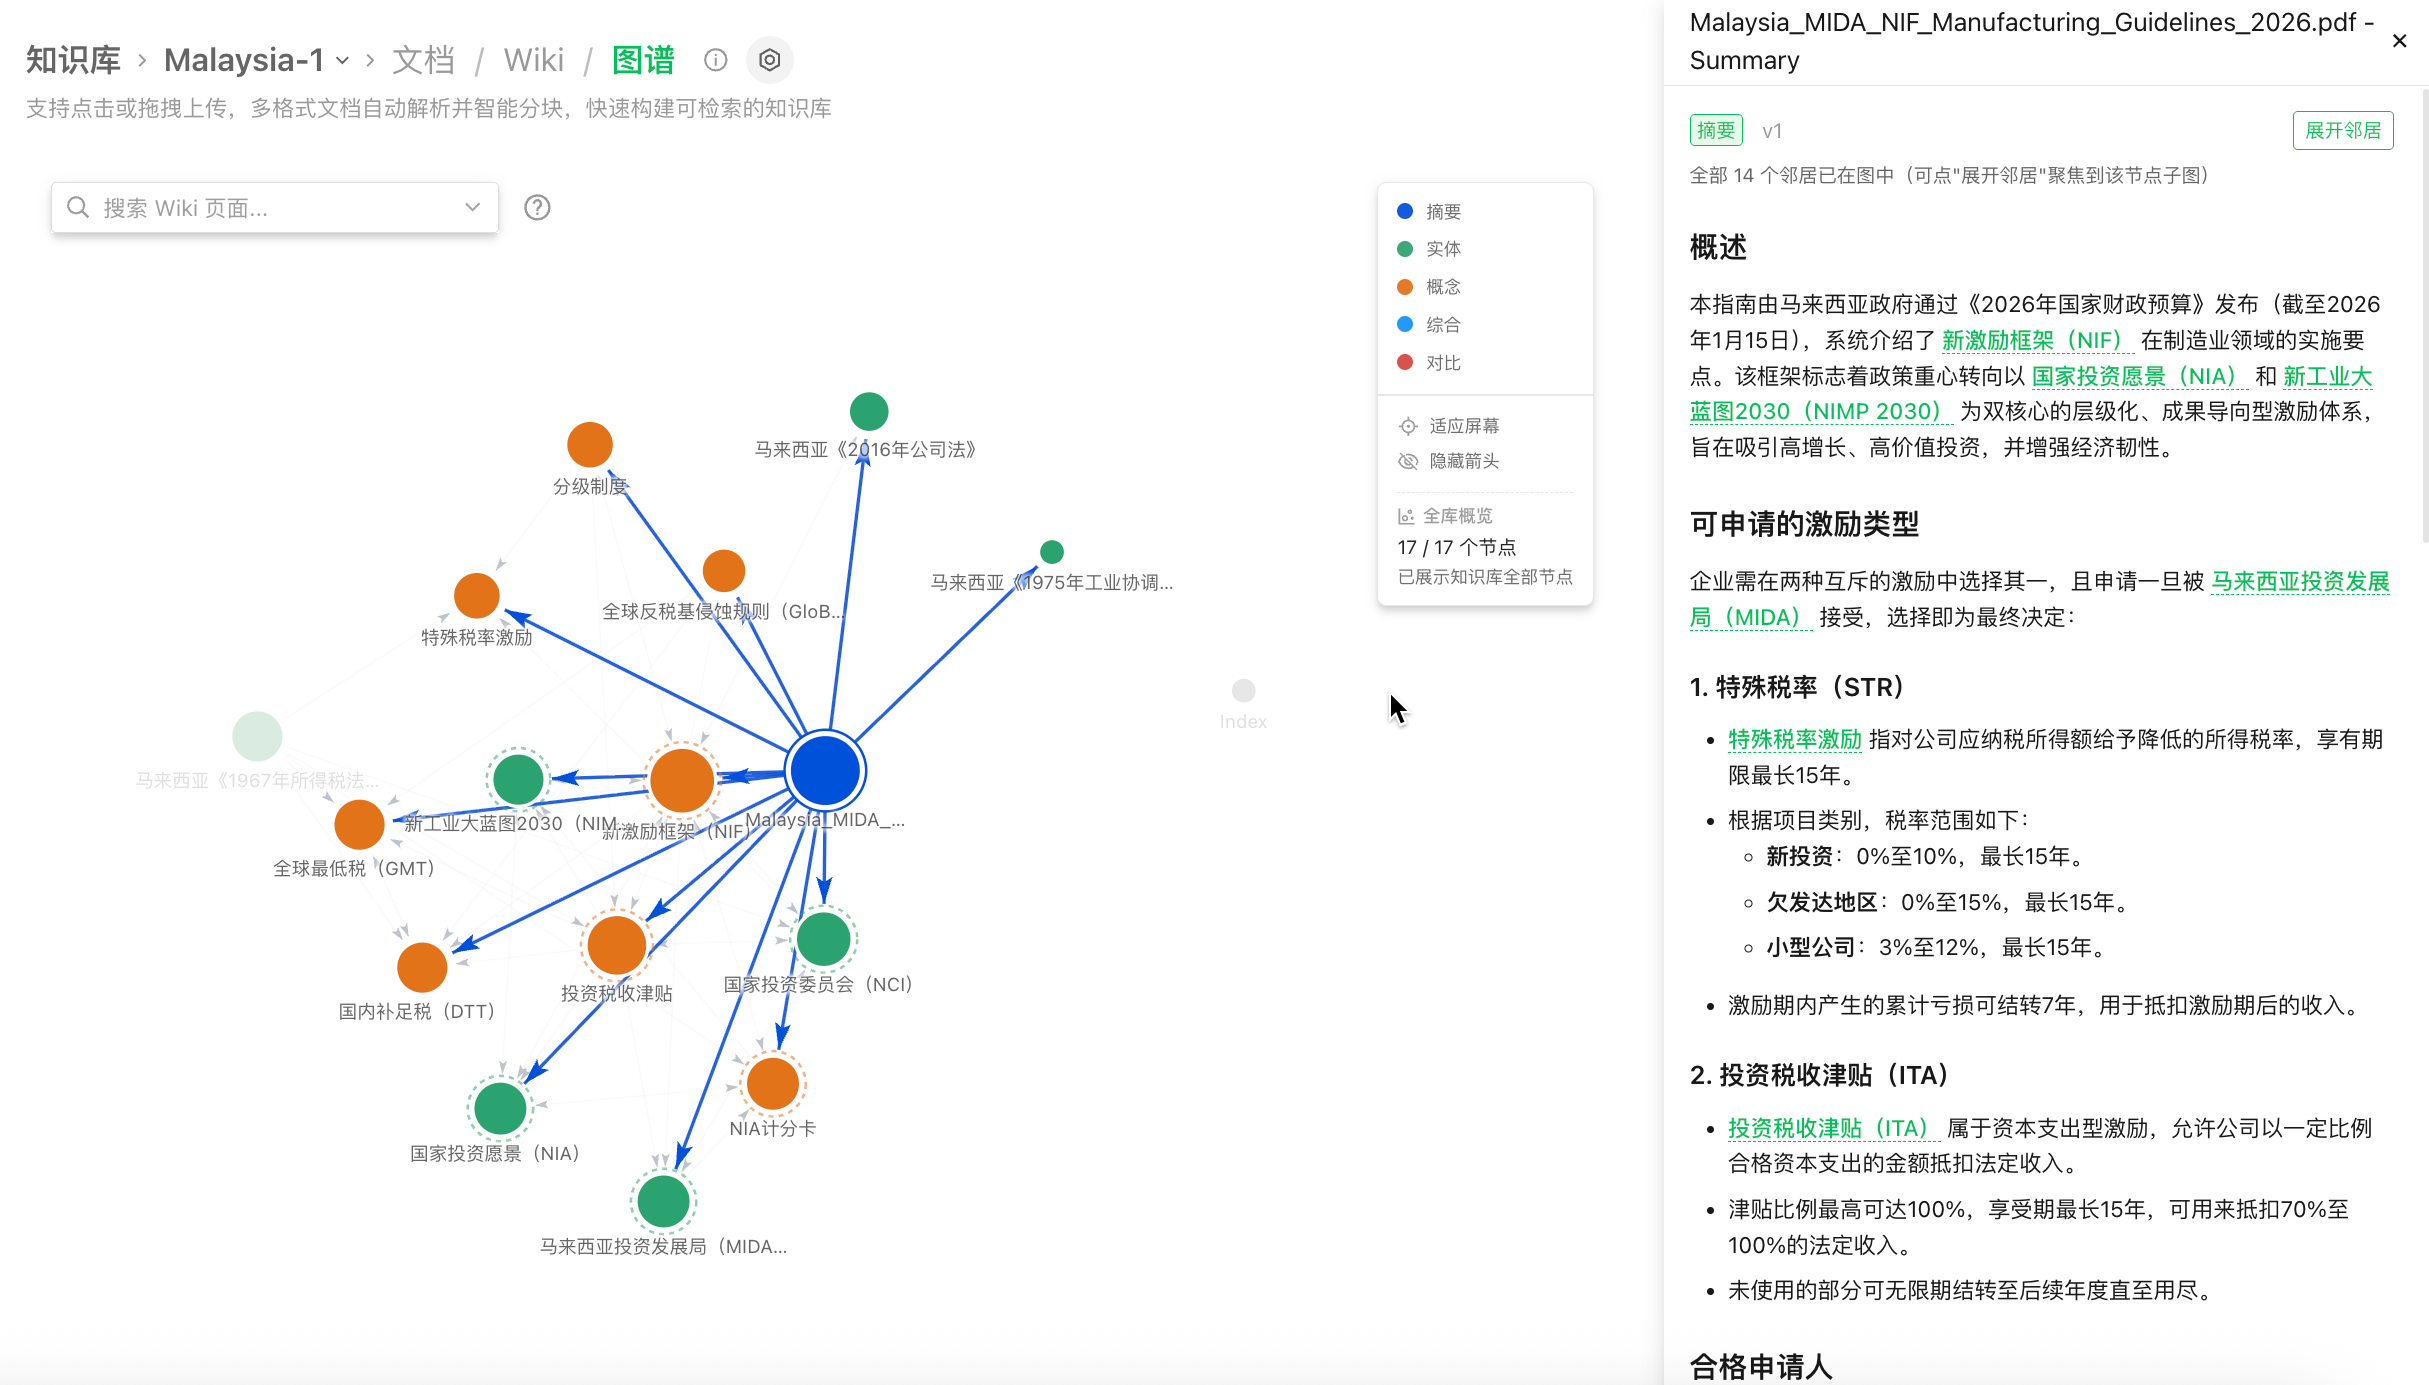 知识库 › Malaysia-1 › 文档 / Wiki / 图谱
支持点击或拖拽上传，多格式文档自动解析并智能分块，快速构建可检索的知识库
搜索 Wiki 页面...
摘要
实体
概念
综合
对比
适应屏幕
隐藏箭头
全库概览
17 / 17 个节点
已展示知识库全部节点
马来西亚《2016年公司法》
分级制度
马来西亚《1975年工业协调...
全球反税基侵蚀规则（GloB...
特殊税率激励
Index
马来西亚《1967年所得税法...
新工业大蓝图2030（NIM...
新激励框架（NIF）
Malaysia_MIDA_...
全球最低税（GMT）
国家投资委员会（NCI）
投资税收津贴
国内补足税（DTT）
NIA计分卡
国家投资愿景（NIA）
马来西亚投资发展局（MIDA...
Malaysia_MIDA_NIF_Manufacturing_Guidelines_2026.pdf -
Summary
摘要 v1
展开邻居
全部 14 个邻居已在图中（可点"展开邻居"聚焦到该节点子图）
概述
本指南由马来西亚政府通过《2026年国家财政预算》发布（截至2026
年1月15日），系统介绍了 新激励框架（NIF） 在制造业领域的实施要
点。该框架标志着政策重心转向以 国家投资愿景（NIA） 和 新工业大
蓝图2030（NIMP 2030） 为双核心的层级化、成果导向型激励体系，
旨在吸引高增长、高价值投资，并增强经济韧性。
可申请的激励类型
企业需在两种互斥的激励中选择其一，且申请一旦被 马来西亚投资发展
局（MIDA） 接受，选择即为最终决定：
1. 特殊税率（STR）
• 特殊税率激励 指对公司应纳税所得额给予降低的所得税率，享有期
限最长15年。
• 根据项目类别，税率范围如下：
◦ 新投资：0%至10%，最长15年。
◦ 欠发达地区：0%至15%，最长15年。
◦ 小型公司：3%至12%，最长15年。
• 激励期内产生的累计亏损可结转7年，用于抵扣激励期后的收入。
2. 投资税收津贴（ITA）
• 投资税收津贴（ITA） 属于资本支出型激励，允许公司以一定比例
合格资本支出的金额抵扣法定收入。
• 津贴比例最高可达100%，享受期最长15年，可用来抵扣70%至
100%的法定收入。
• 未使用的部分可无限期结转至后续年度直至用尽。
合格申请人